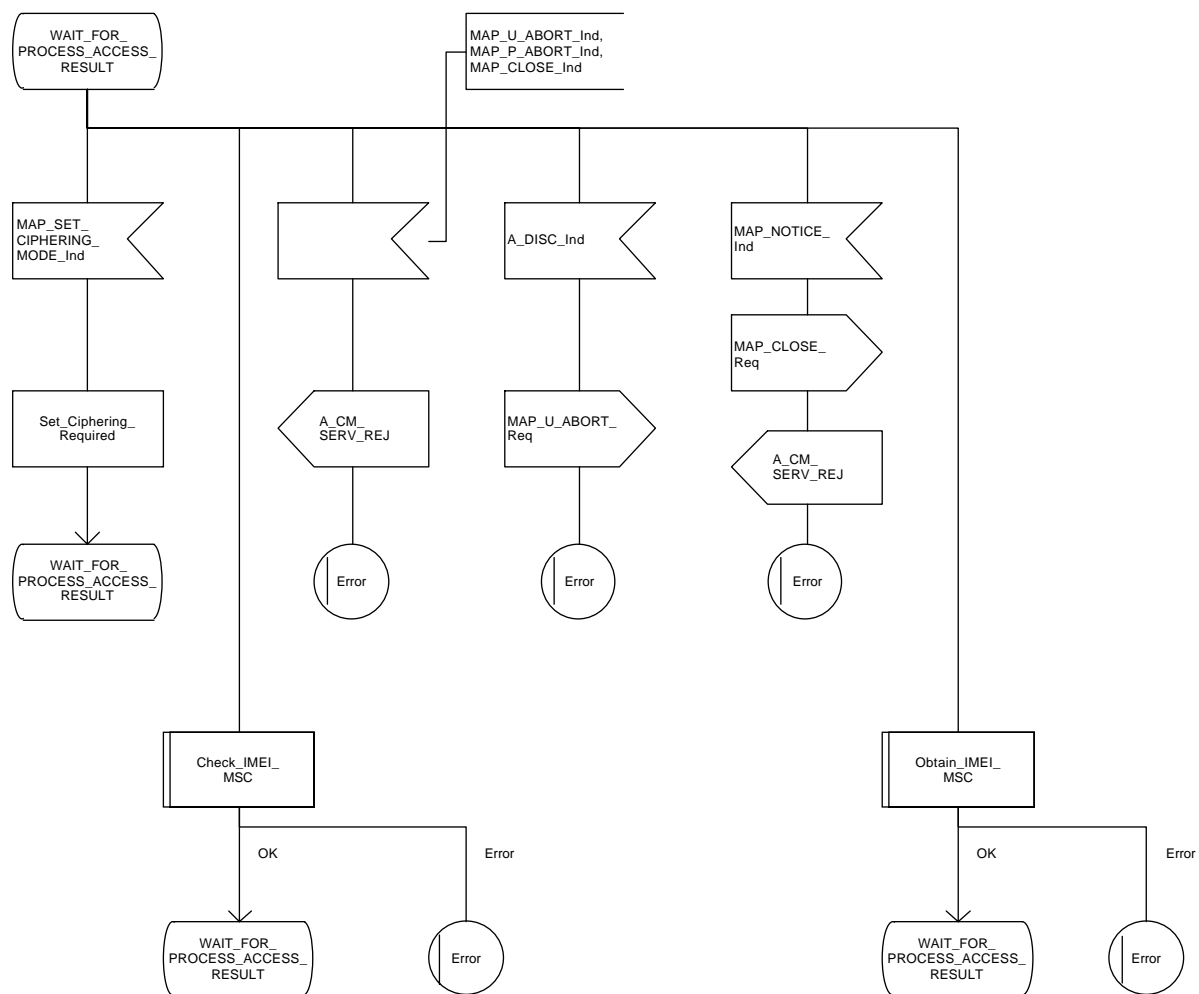 WAIT_FOR_
PROCESS_ACCESS_
RESULT
MAP_U_ABORT_Ind,
MAP_P_ABORT_Ind,
MAP_CLOSE_Ind
MAP_SET_
CIPHERING_
MODE_Ind
A_DISC_Ind
MAP_NOTICE_
Ind
MAP_CLOSE_
Req
Set_Ciphering_
Required
A_CM_
SERV_REJ
MAP_U_ABORT_
Req
A_CM_
SERV_REJ
WAIT_FOR_
PROCESS_ACCESS_
RESULT
Error
Error
Error
Check_IMEI_
MSC
Obtain_IMEI_
MSC
OK
Error
OK
Error
WAIT_FOR_
PROCESS_ACCESS_
RESULT
Error
WAIT_FOR_
PROCESS_ACCESS_
RESULT
Error